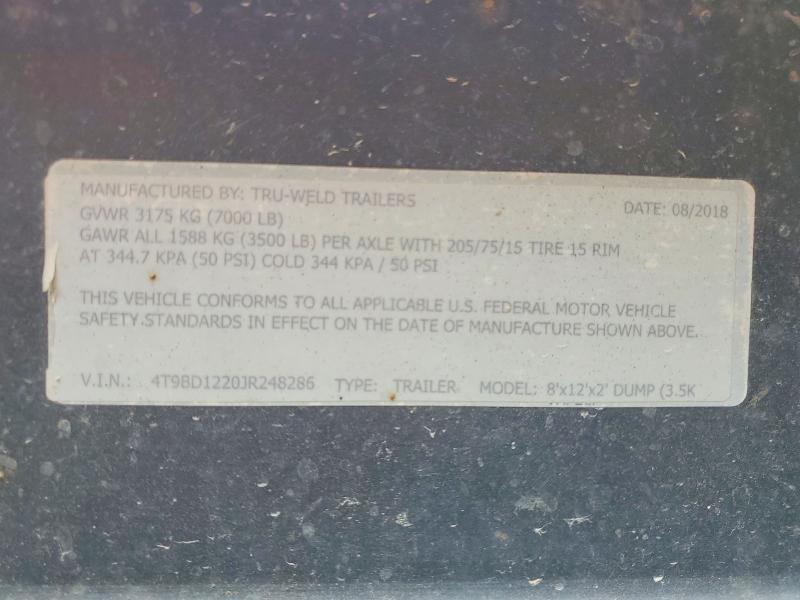 MANUFACTURED BY: TRU-WELD TRAILERS
DATE: 08/2018
GVWR 3175 KG (7000 LB)
GAWR ALL 1588 KG (3500 LB) PER AXLE WITH 205/75/15 TIRE 15 RIM
AT 344.7 KPA (50 PSI) COLD 344 KPA / 50 PSI
THIS VEHICLE CONFORMS TO ALL APPLICABLE U.S. FEDERAL MOTOR VEHICLE
SAFETY.STANDARDS IN EFFECT ON THE DATE OF MANUFACTURE SHOWN ABOVE.
V.I.N.: 4T9BD1220JR248286 TYPE: TRAILER MODEL: 8'x12'x2' DUMP (3.5K